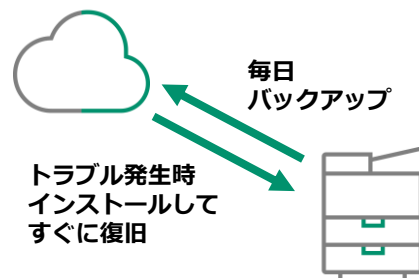 毎日
バックアップ
トラブル発生時
インストールして
すぐに復旧